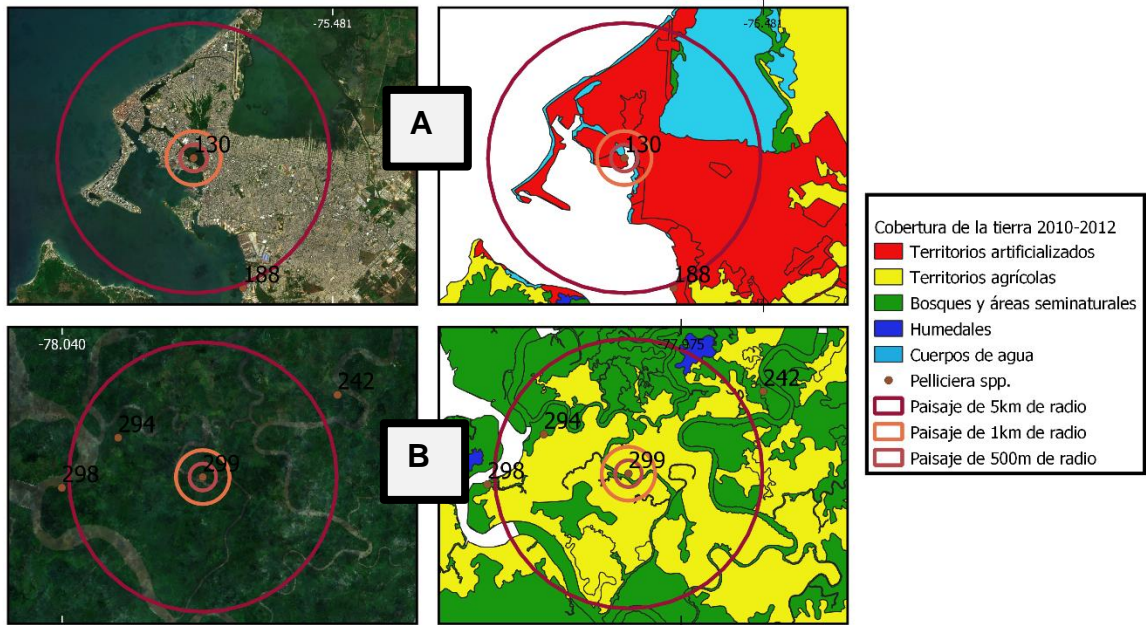 -75.481
130
188
A
-75.481
130
188
-78.040
242
294
299
298
B
-77.975
242
294
299
298
Cobertura de la tierra 2010-2012
Territorios artificializados
Territorios agrícolas
Bosques y áreas seminaturales
Humedales
Cuerpos de agua
Pelliciera spp.
Paisaje de 5km de radio
Paisaje de 1km de radio
Paisaje de 500m de radio